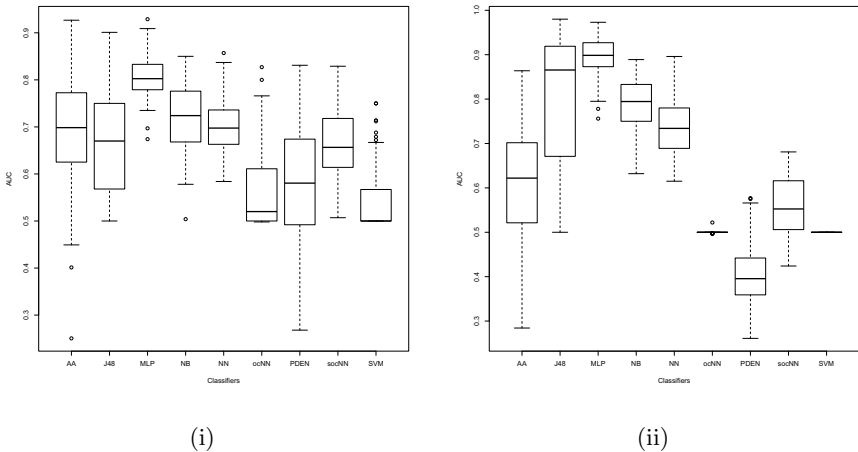 0.9
0.8
0.7
0.6
0.5
0.4
0.3
AUC
AA J48 MLP NB NN ocNN PDEN socNN SVM
Classifiers
(i)
1.0
0.9
0.8
0.7
0.6
0.5
0.4
0.3
AUC
AA J48 MLP NB NN ocNN PDEN socNN SVM
Classifiers
(ii)